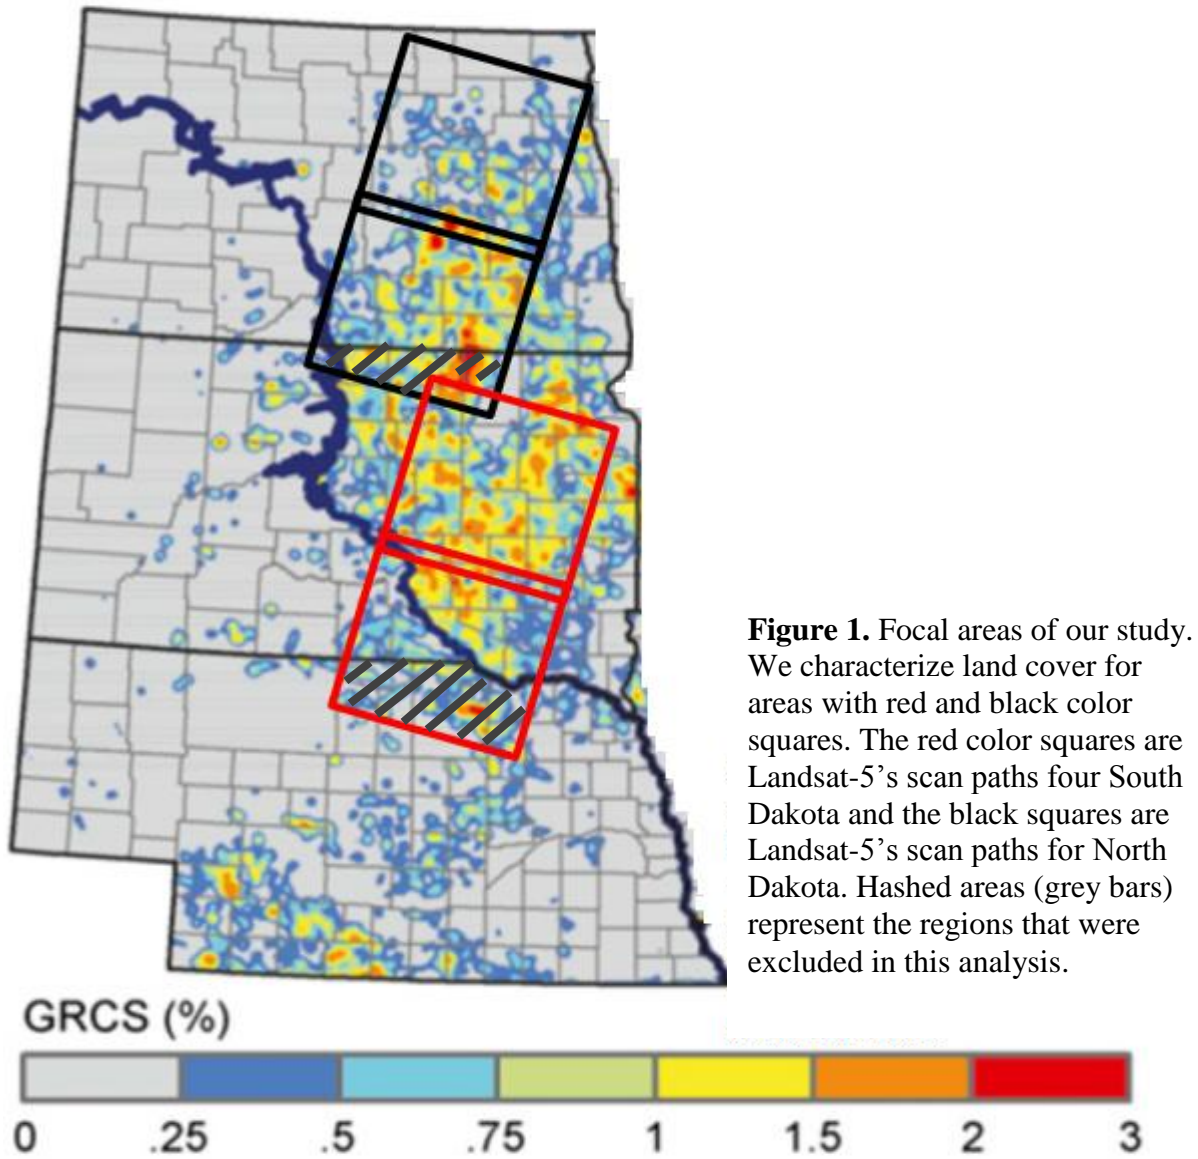 Figure 1. Focal areas of our study.
We characterize land cover for
areas with red and black color
squares. The red color squares are
Landsat-5’s scan paths four South
Dakota and the black squares are
Landsat-5’s scan paths for North
Dakota. Hashed areas (grey bars)
represent the regions that were
excluded in this analysis.
GRCS (%)
0 .25 .5 .75 1 1.5 2 3